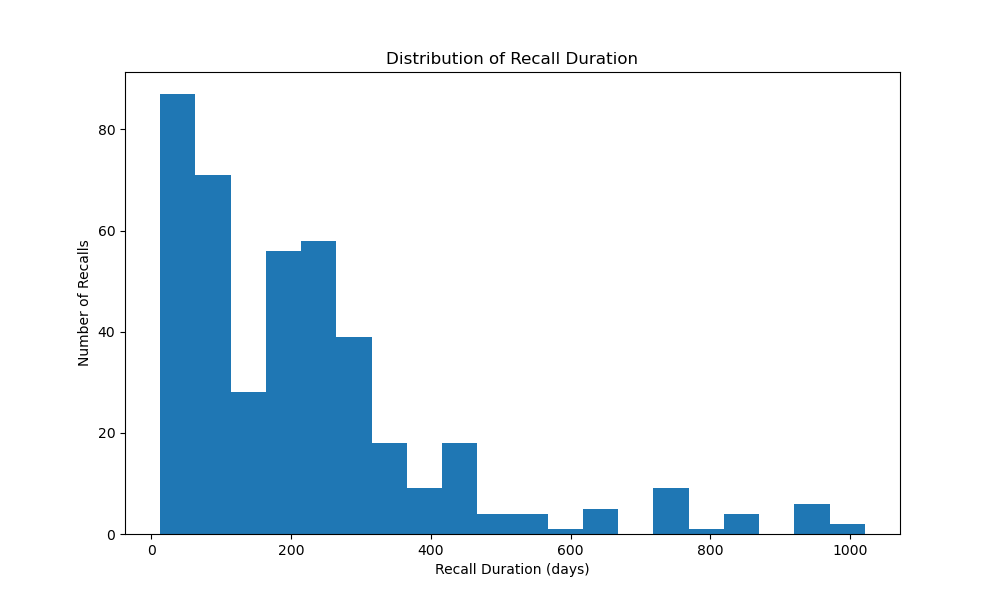 Distribution of Recall Duration
80
60
40
20
0
Number of Recalls
0 200 400 600 800 1000
Recall Duration (days)